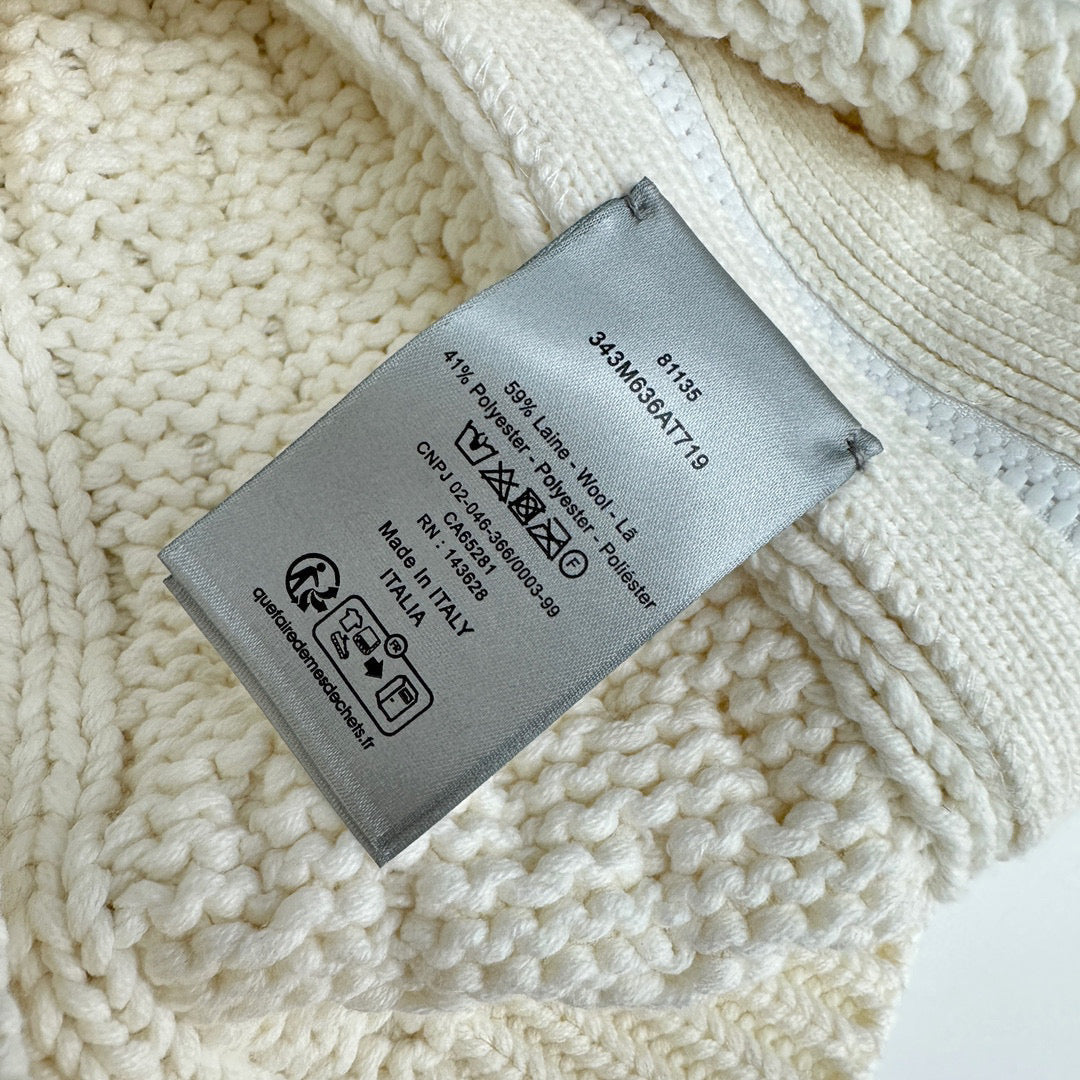 81135
343M636AT719
59% Laine - Wool - Lã
41% Polyester - Polyester - Poliéster
F
CNPJ 02-046-366/0003-99
CA65281
RN : 143628
Made In ITALY
ITALIA
FR
quefairedemesdechets.fr